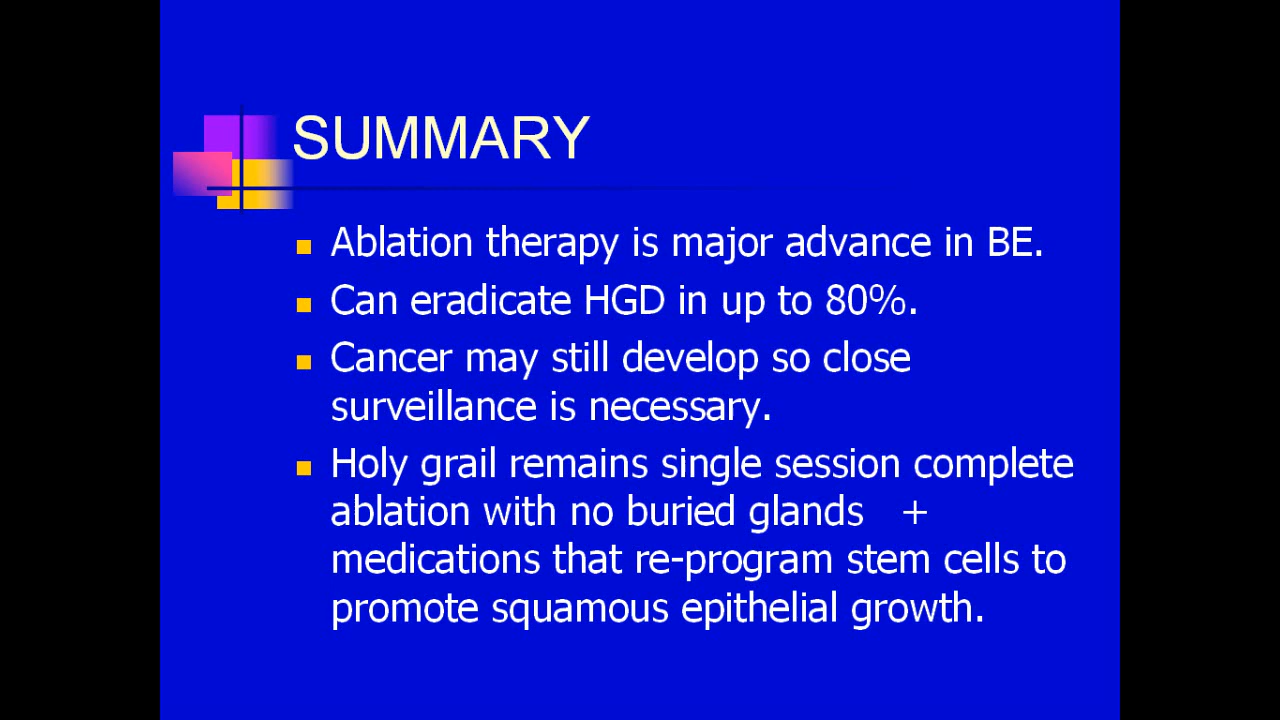 SUMMARY
Ablation therapy is major advance in BE.
Can eradicate HGD in up to 80%.
Cancer may still develop so close
surveillance is necessary.
Holy grail remains single session complete
ablation with no buried glands +
medications that re-program stem cells to
promote squamous epithelial growth.